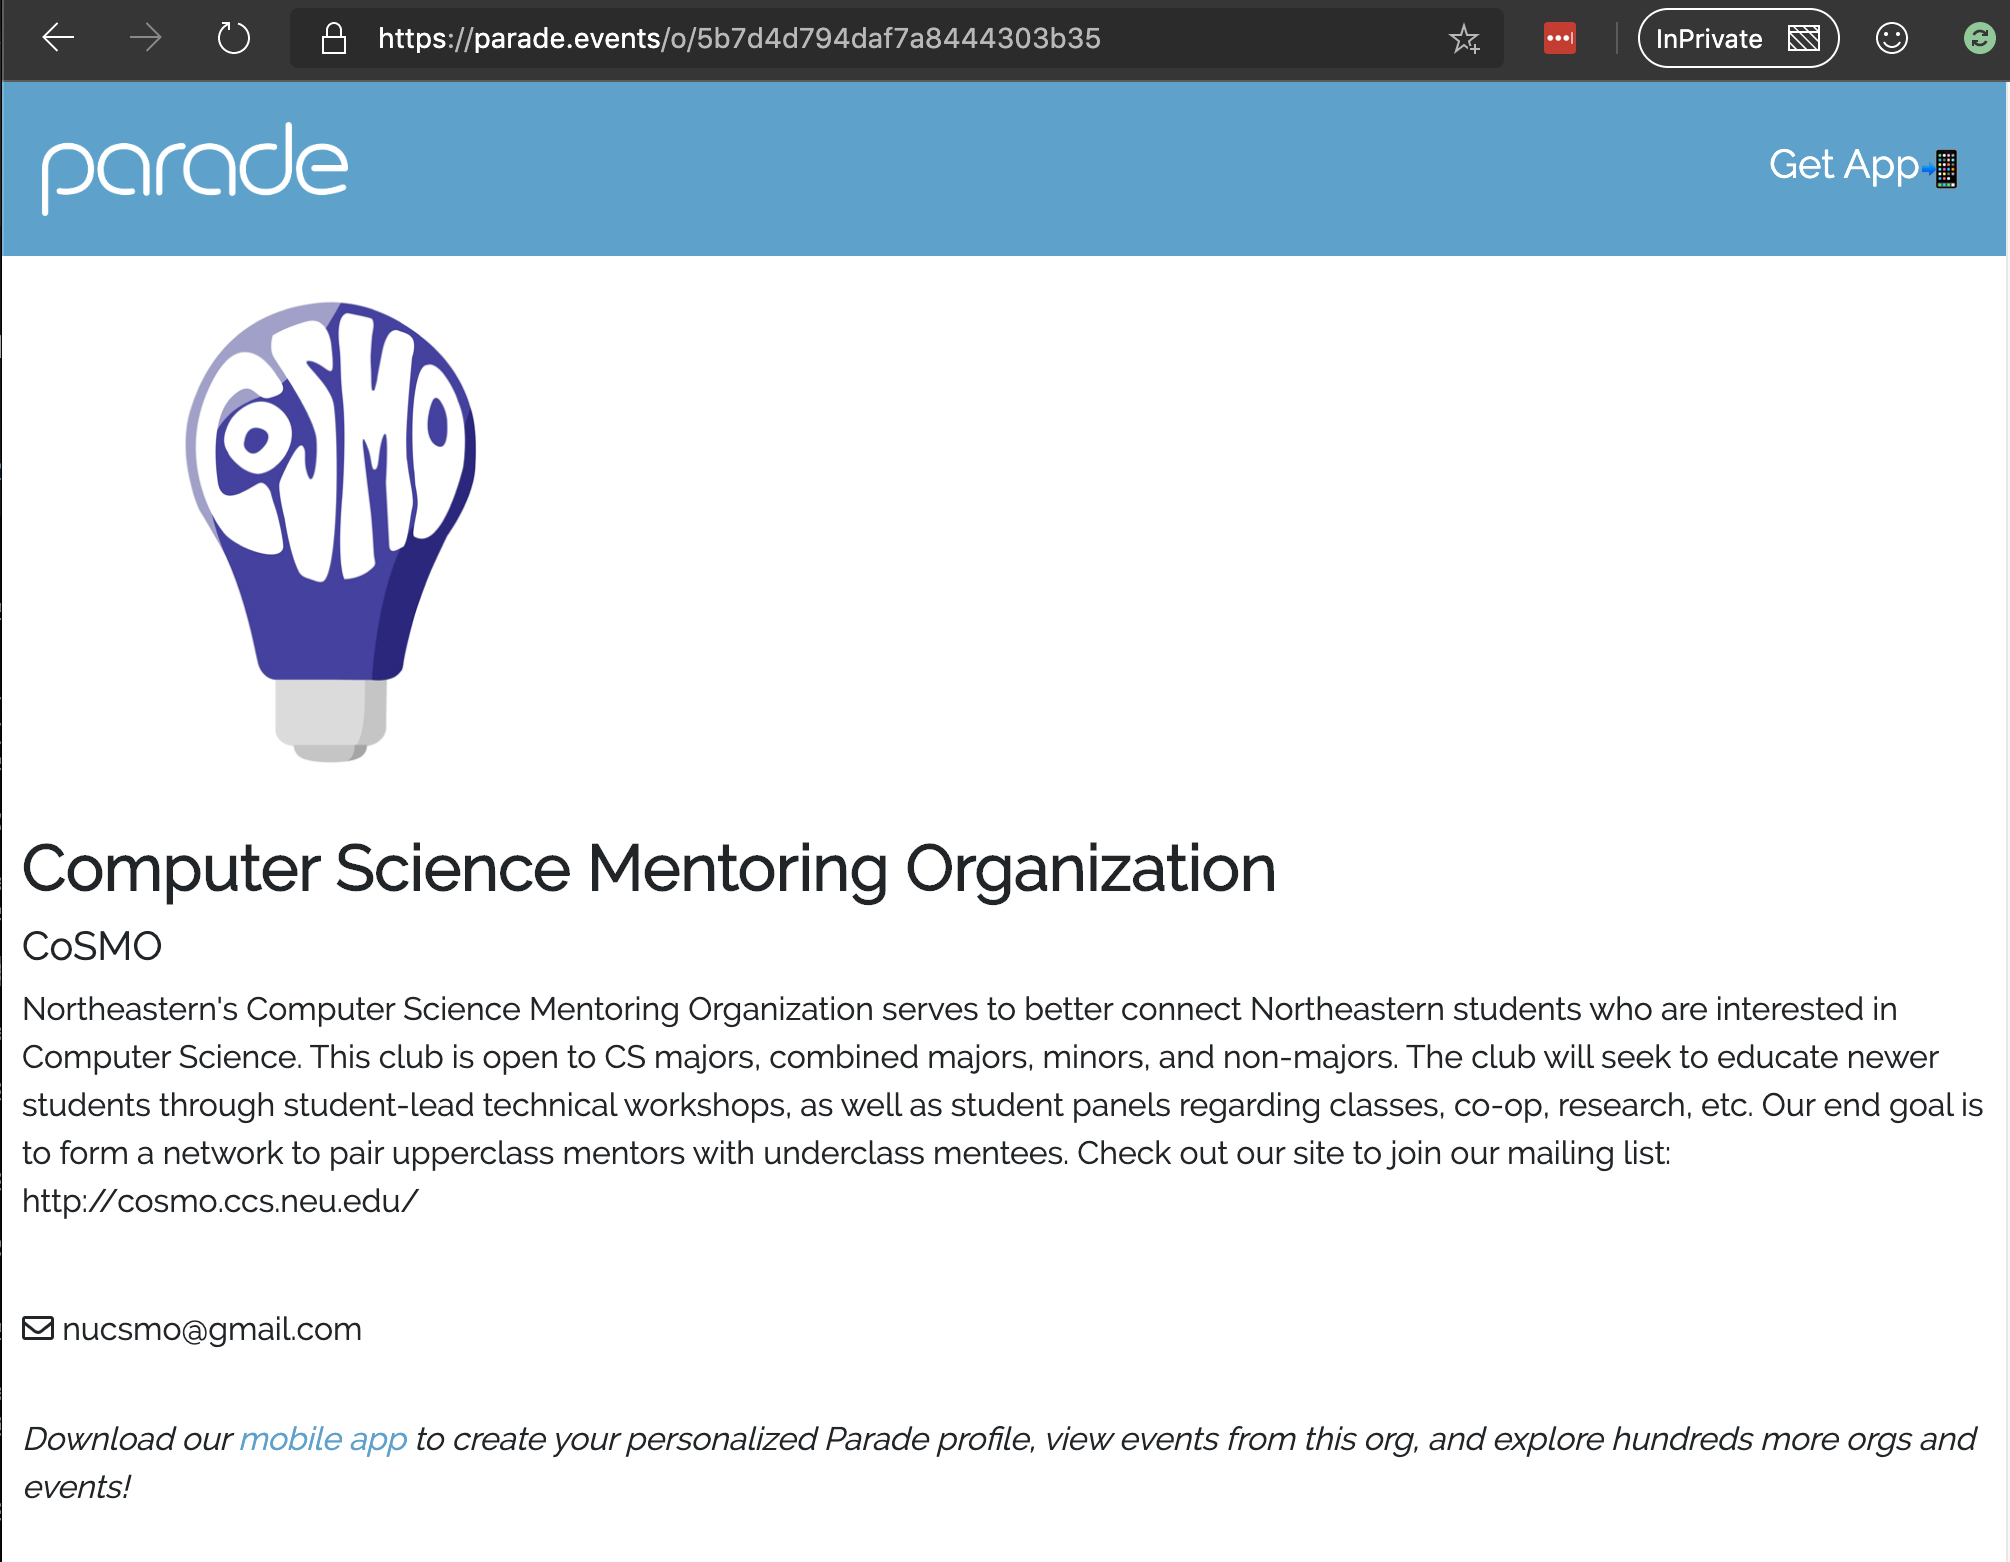 https://parade.events/o/5b7d4d794daf7a8444303b35
InPrivate
parade
Get App
CoSMO
Computer Science Mentoring Organization
CoSMO
Northeastern's Computer Science Mentoring Organization serves to better connect Northeastern students who are interested in
Computer Science. This club is open to CS majors, combined majors, minors, and non-majors. The club will seek to educate newer
students through student-lead technical workshops, as well as student panels regarding classes, co-op, research, etc. Our end goal is
to form a network to pair upperclass mentors with underclass mentees. Check out our site to join our mailing list:
http://cosmo.ccs.neu.edu/
nucsmo@gmail.com
Download our mobile app to create your personalized Parade profile, view events from this org, and explore hundreds more orgs and
events!